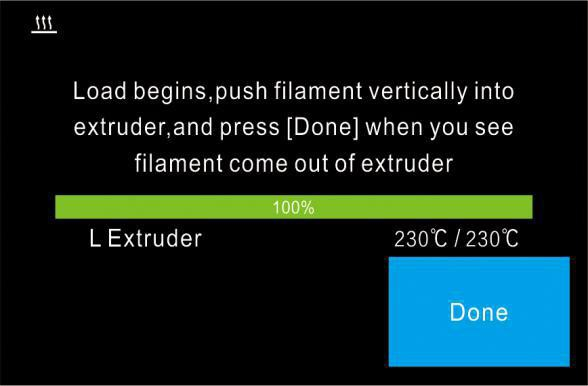 Load begins,push filament vertically into
extruder,and press [Done] when you see
filament come out of extruder
100%
L Extruder 230℃ / 230℃
Done